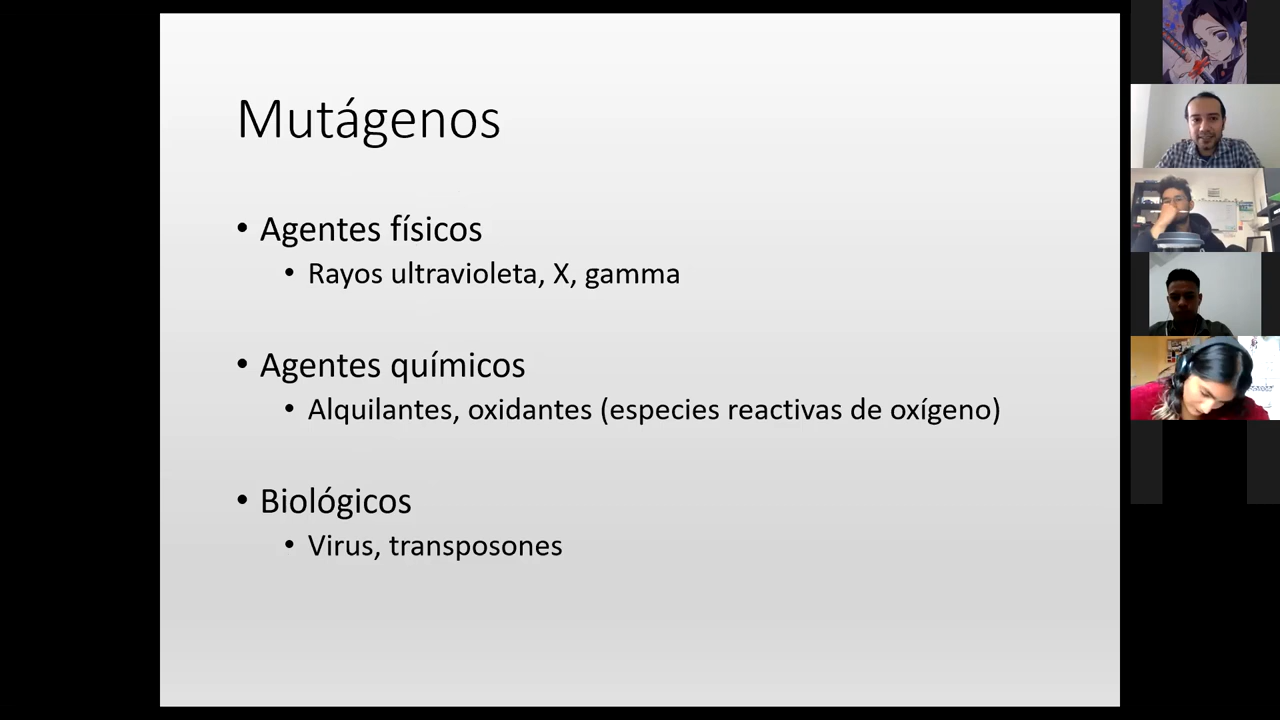 Mutágenos
• Agentes físicos
• Rayos ultravioleta, X, gamma
• Agentes químicos
• Alquilantes, oxidantes (especies reactivas de oxígeno)
• Biológicos
• Virus, transposones